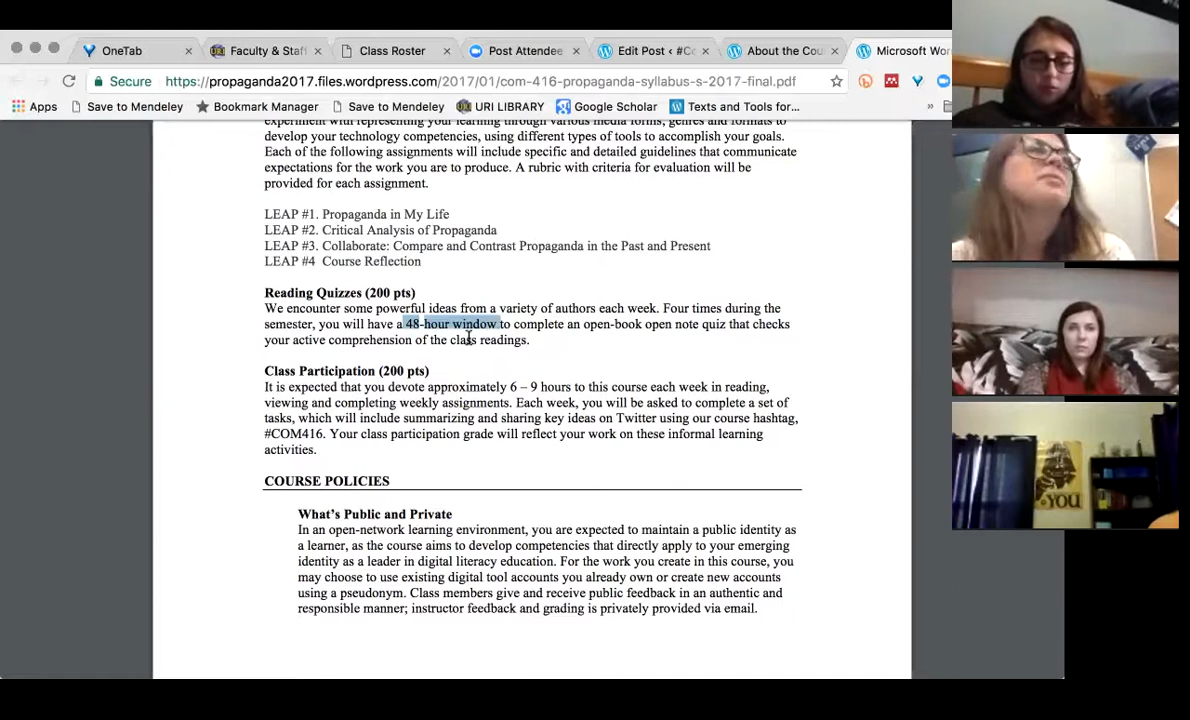 OneTab
Faculty & Staf
Class Roster
Post Attendee
Edit Post ‹ #Co
About the Cou
Microsoft Wor
Secure
https://propaganda2017.files.wordpress.com/2017/01/com-416-propaganda-syllabus-s-2017-final.pdf
Apps
Save to Mendeley
Bookmark Manager
Save to Mendeley
URI LIBRARY
Google Scholar
Texts and Tools for...
»
experiment with representing your learning through various media forms, genres and formats to
develop your technology competencies, using different types of tools to accomplish your goals.
Each of the following assignments will include specific and detailed guidelines that communicate
expectations for the work you are to produce. A rubric with criteria for evaluation will be
provided for each assignment.
LEAP #1. Propaganda in My Life
LEAP #2. Critical Analysis of Propaganda
LEAP #3. Collaborate: Compare and Contrast Propaganda in the Past and Present
LEAP #4 Course Reflection
Reading Quizzes (200 pts)
We encounter some powerful ideas from a variety of authors each week. Four times during the
semester, you will have a 48-hour window to complete an open-book open note quiz that checks
your active comprehension of the class readings.
Class Participation (200 pts)
It is expected that you devote approximately 6 – 9 hours to this course each week in reading,
viewing and completing weekly assignments. Each week, you will be asked to complete a set of
tasks, which will include summarizing and sharing key ideas on Twitter using our course hashtag,
#COM416. Your class participation grade will reflect your work on these informal learning
activities.
COURSE POLICIES
What's Public and Private
In an open-network learning environment, you are expected to maintain a public identity as
a learner, as the course aims to develop competencies that directly apply to your emerging
identity as a leader in digital literacy education. For the work you create in this course, you
may choose to use existing digital tool accounts you already own or create new accounts
using a pseudonym. Class members give and receive public feedback in an authentic and
responsible manner; instructor feedback and grading is privately provided via email.
YOU